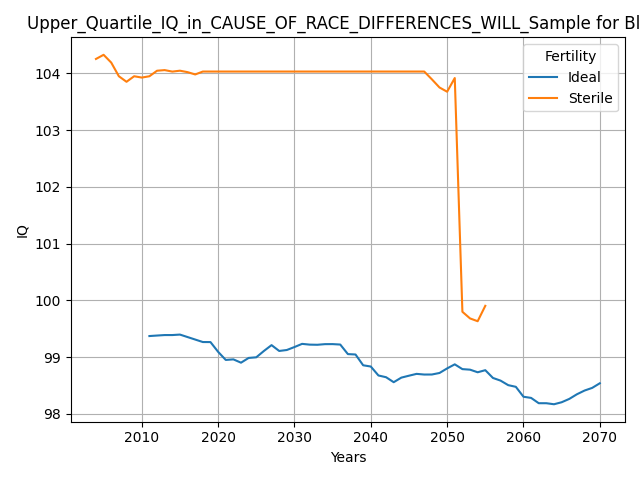 Upper_Quartile_IQ_in_CAUSE_OF_RACE_DIFFERENCES_WILL_Sample for Bl
Fertility
Ideal
Sterile
104
103
102
101
100
99
98
IQ
2010 2020 2030 2040 2050 2060 2070
Years